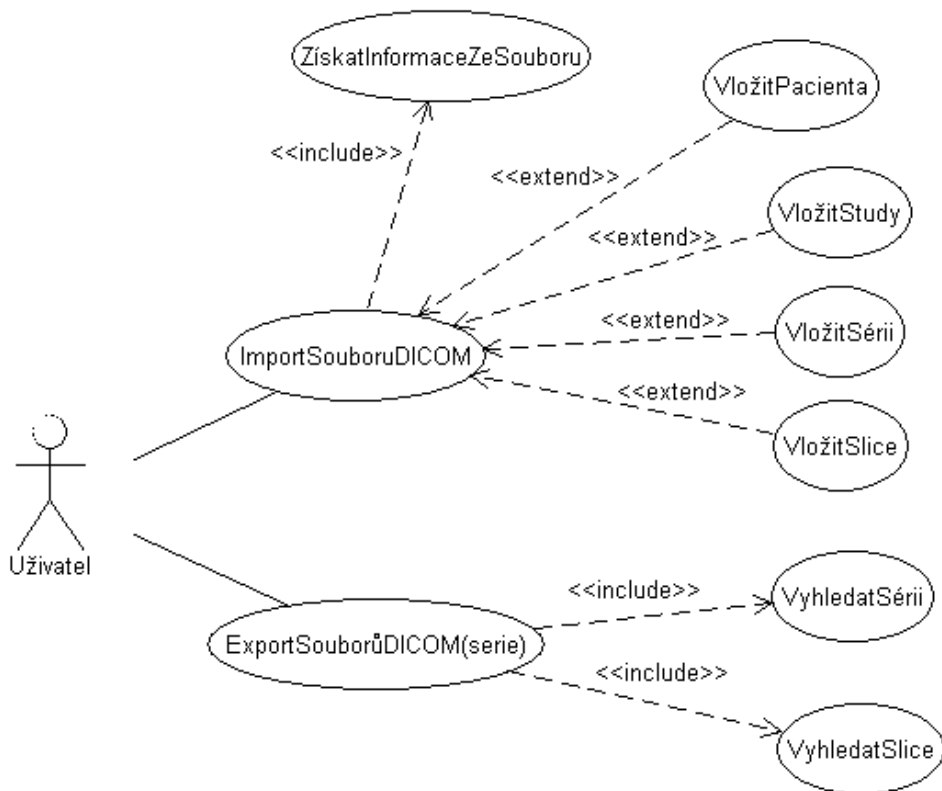 ZískatInformaceZeSouboru
VložitPacienta
<<include>>
<<extend>>
VložitStudy
<<extend>>
<<extend>>
VložitSérii
ImportSouboruDICOM
<<extend>>
VložitSlice
Uživatel
<<include>>
VyhledatSérii
ExportSouborůDICOM(serie)
<<include>>
VyhledatSlice